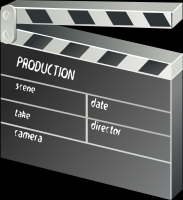 PRODUCTION
scene
date
take
director
camera